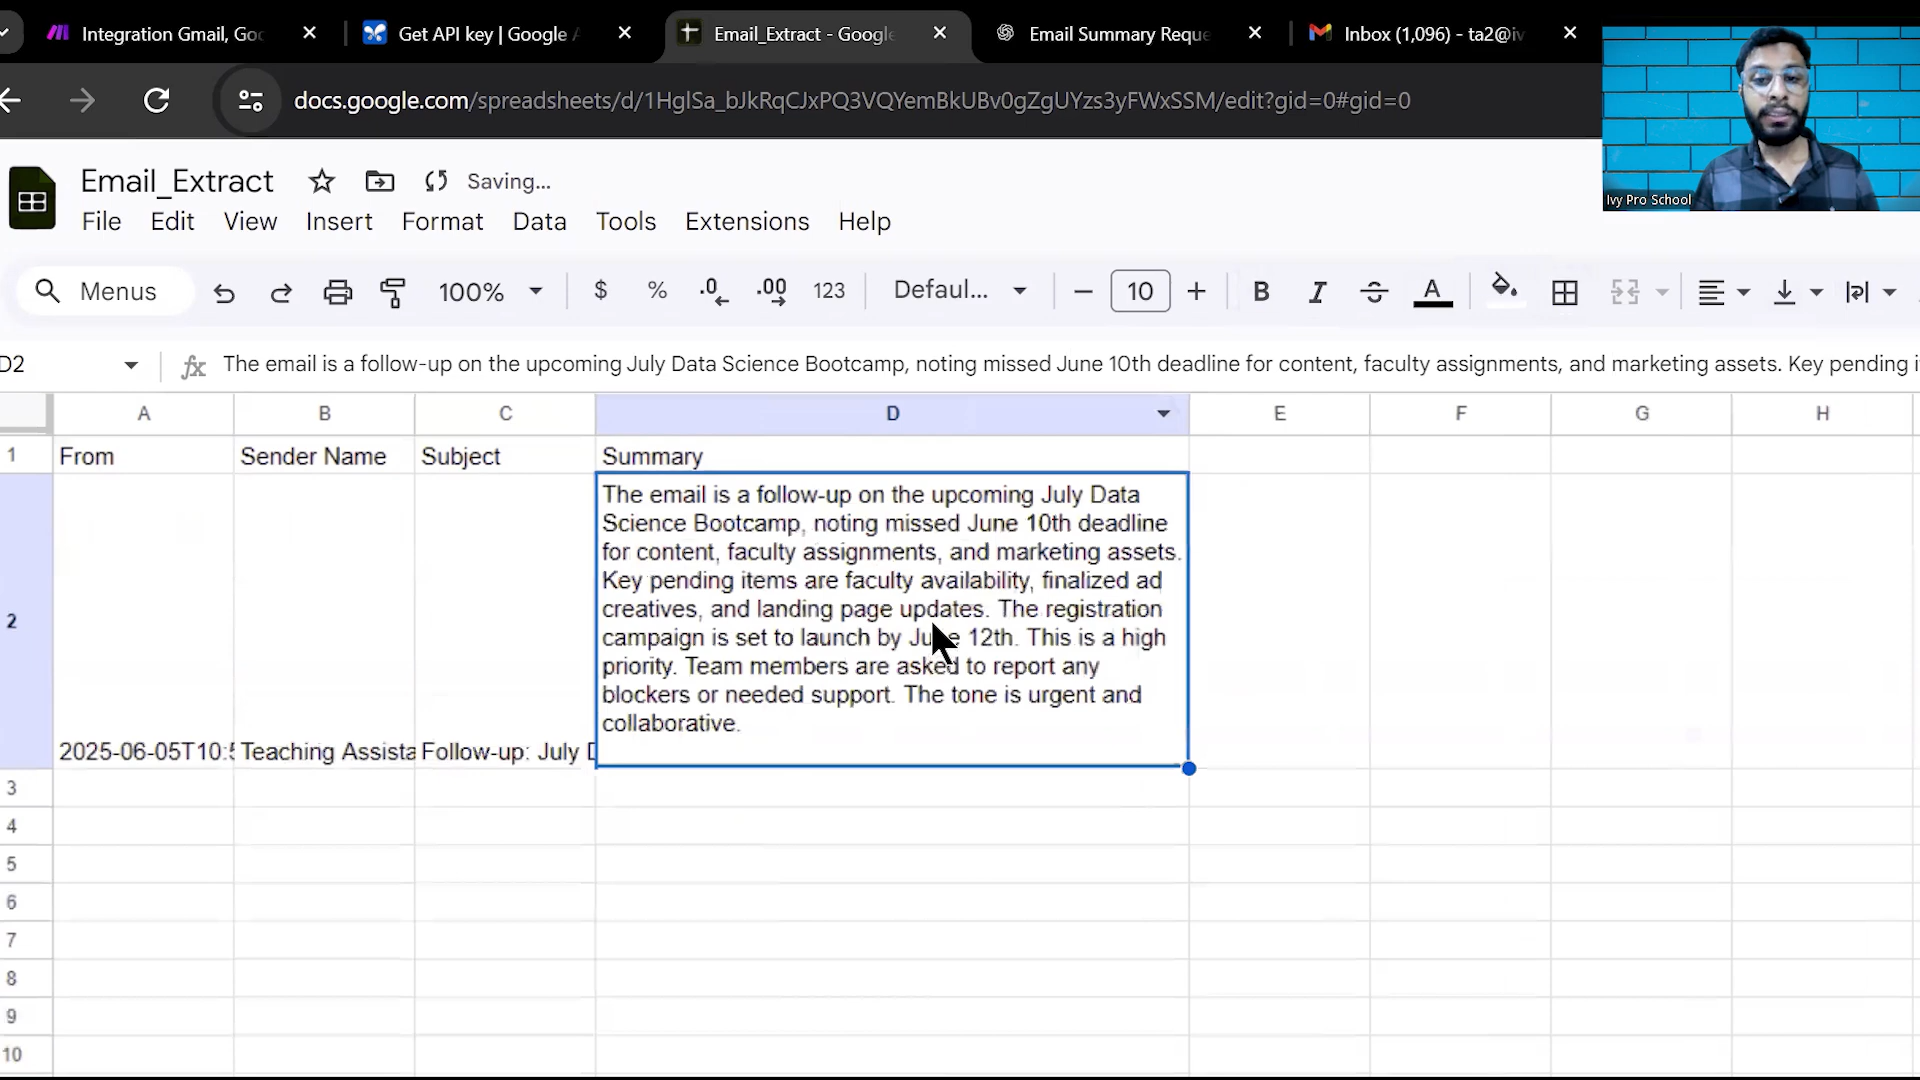 Integration Gmail, Goo
Get API key | Google A
Email_Extract - Google
Email Summary Reque
Inbox (1,096) - ta2@iv
docs.google.com/spreadsheets/d/1HglSa_bJkRqCJxPQ3VQYemBkUBv0gZgUYzs3yFWxSSM/edit?gid=0#gid=0
Ivy Pro School
Email_Extract Saving...
File Edit View Insert Format Data Tools Extensions Help
Menus 100% $ % .0 .00 123 Defaul... 10 B I A
D2 fx The email is a follow-up on the upcoming July Data Science Bootcamp, noting missed June 10th deadline for content, faculty assignments, and marketing assets. Key pending i
A B C D E F G H
1 From Sender Name Subject Summary
The email is a follow-up on the upcoming July Data
Science Bootcamp, noting missed June 10th deadline
for content, faculty assignments, and marketing assets.
Key pending items are faculty availability, finalized ad
creatives, and landing page updates. The registration
2
campaign is set to launch by June 12th. This is a high
priority. Team members are asked to report any
blockers or needed support. The tone is urgent and
collaborative.
2025-06-05T10:5 Teaching Assista Follow-up: July D
3
4
5
6
7
8
9
10